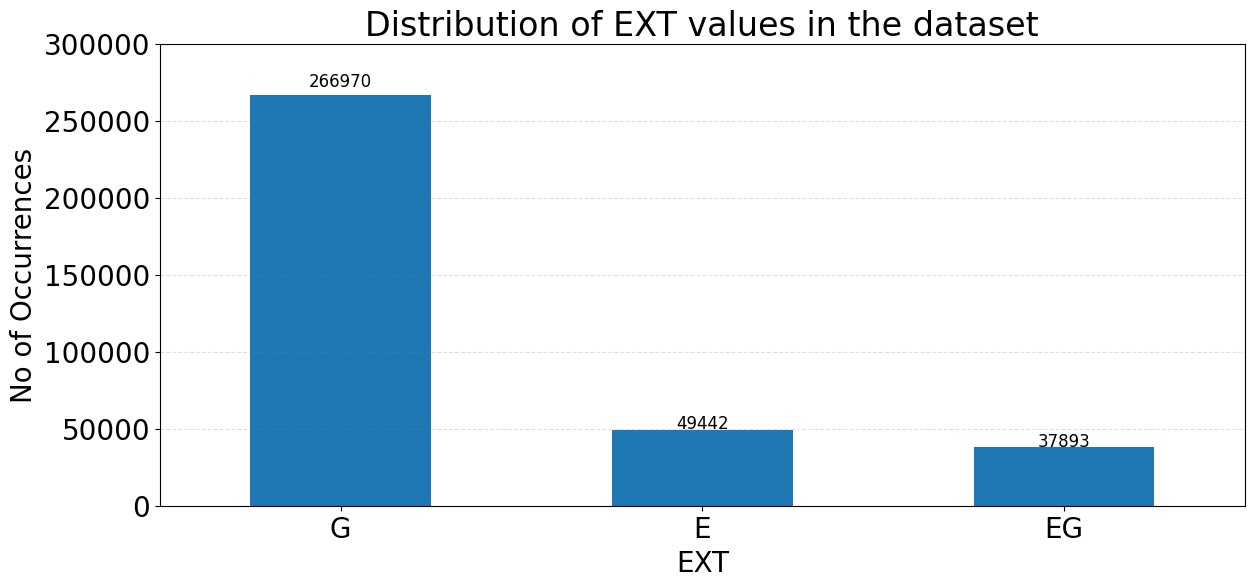 Distribution of EXT values in the dataset
300000
250000
200000
150000
100000
50000
0
No of Occurrences
266970
49442
37893
G
E
EG
EXT